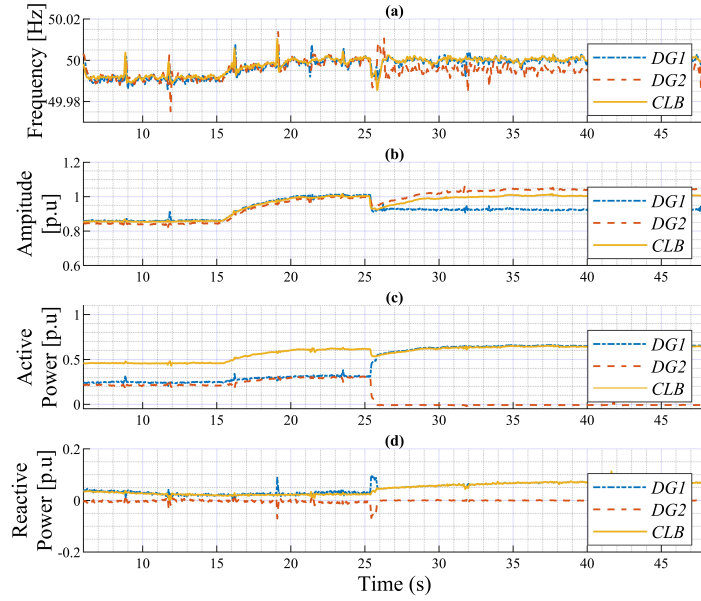 (a)
Frequency [Hz]
50.02
50
49.98
DG1
DG2
CLB
10
15
20
25
30
35
40
45
(b)
Ampitude
[p.u]
1.2
1
0.8
0.6
DG1
DG2
CLB
10
15
20
25
30
35
40
45
(c)
Active
Power [p.u]
1
0.5
0
DG1
DG2
CLB
10
15
20
25
30
35
40
45
(d)
Reactive
Power [p.u]
0.2
0
-0.2
DG1
DG2
CLB
10
15
20
25
30
35
40
45
Time (s)